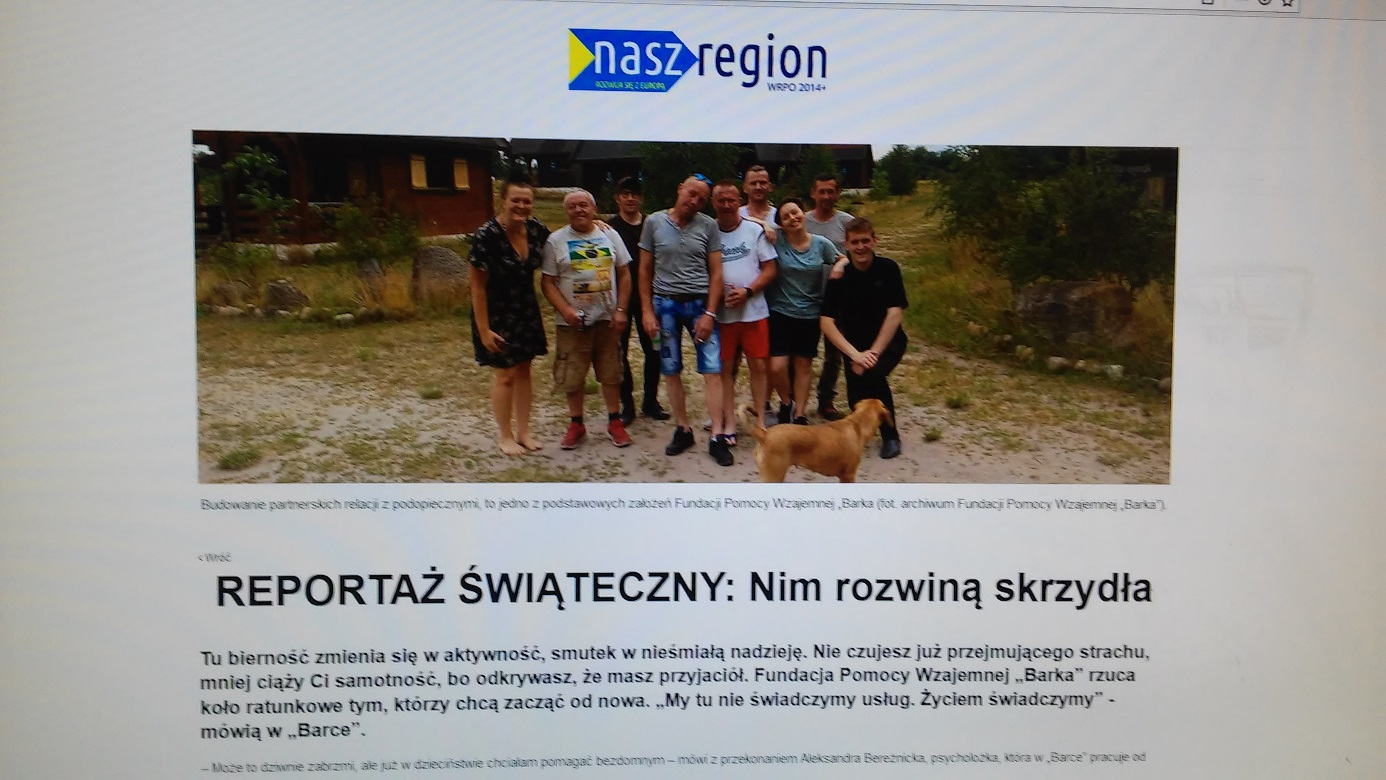 nasz region
ROZWIJA SIĘ Z EUROPĄ
WRPO 2014+
Budowanie partnerskich relacji z podopiecznymi, to jedno z podstawowych założeń Fundacji Pomocy Wzajemnej „Barka (fot. archiwum Fundacji Pomocy Wzajemnej „Barka”).
< Wróć
REPORTAŻ ŚWIĄTECZNY: Nim rozwiną skrzydła
Tu bierność zmienia się w aktywność, smutek w nieśmiałą nadzieję. Nie czujesz już przejmującego strachu,
mniej ciąży Ci samotność, bo odkrywasz, że masz przyjaciół. Fundacja Pomocy Wzajemnej „Barka” rzuca
koło ratunkowe tym, którzy chcą zacząć od nowa. „My tu nie świadczymy usług. Życiem świadczymy” -
mówią w „Barce”.
– Może to dziwnie zabrzmi, ale już w dzieciństwie chciałam pomagać bezdomnym – mówi z przekonaniem Aleksandra Bereźnicka, psycholożka, która w „Barce” pracuje od